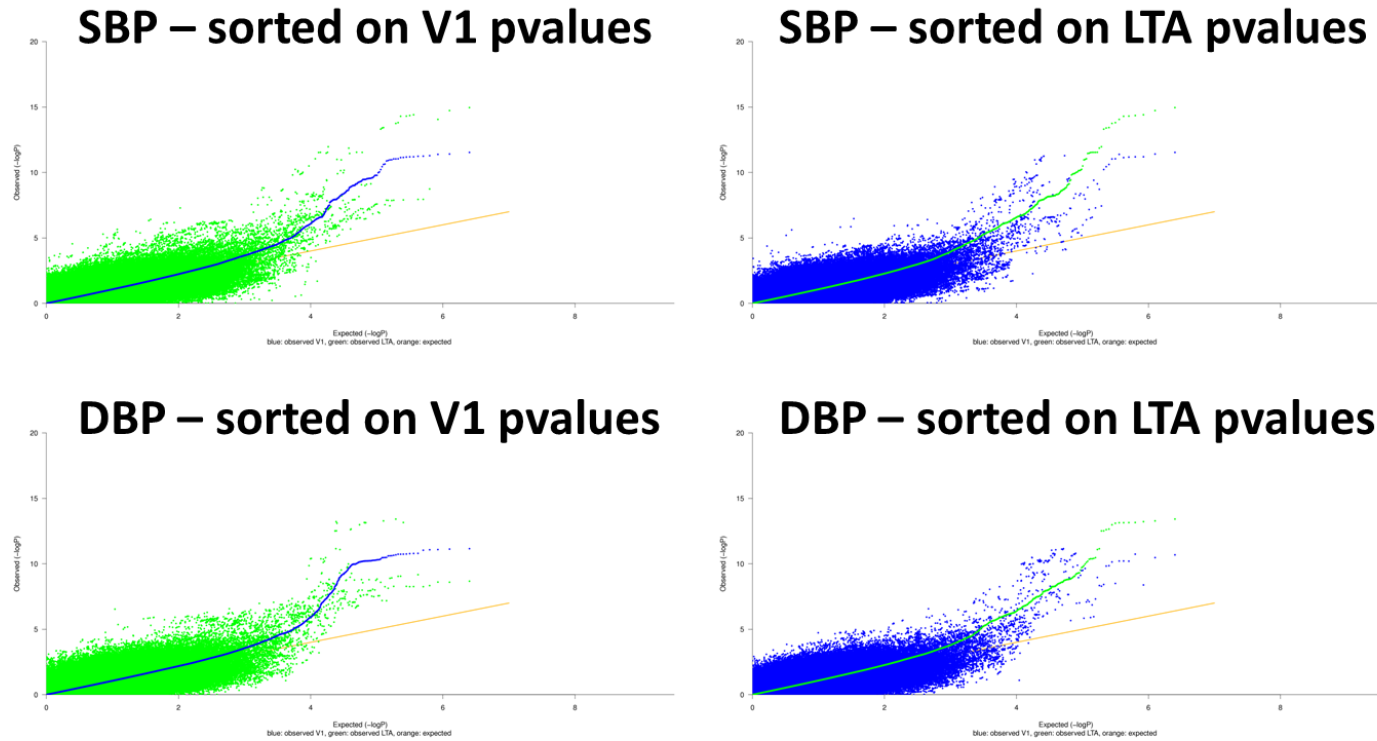 SBP – sorted on V1 pvalues
20
15
10
5
0
Observed (−logP)
0 2 4 6 8
Expected (−logP)
blue: observed V1, green: observed LTA, orange: expected
SBP – sorted on LTA pvalues
20
15
10
5
0
Observed (−logP)
0 2 4 6 8
Expected (−logP)
blue: observed V1, green: observed LTA, orange: expected
DBP – sorted on V1 pvalues
20
15
10
5
0
Observed (−logP)
0 2 4 6 8
Expected (−logP)
blue: observed V1, green: observed LTA, orange: expected
DBP – sorted on LTA pvalues
20
15
10
5
0
Observed (−logP)
0 2 4 6 8
Expected (−logP)
blue: observed V1, green: observed LTA, orange: expected